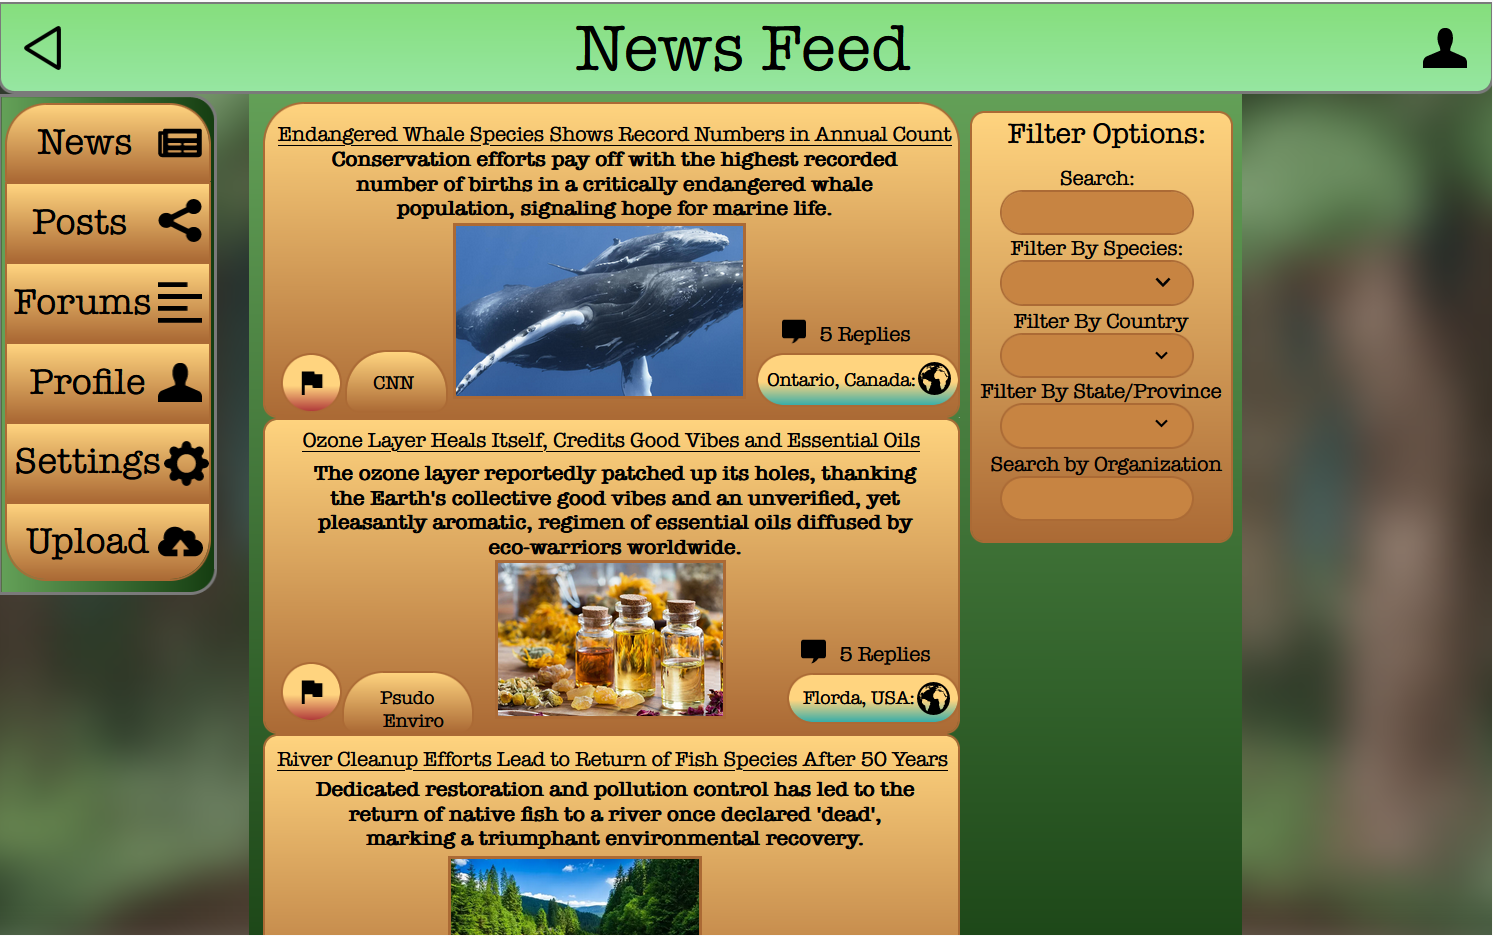 News Feed
News
Posts
Forums
Profile
Settings
Upload
Endangered Whale Species Shows Record Numbers in Annual Count
Conservation efforts pay off with the highest recorded
number of births in a critically endangered whale
population, signaling hope for marine life.
5 Replies
CNN
Ontario, Canada:
Ozone Layer Heals Itself, Credits Good Vibes and Essential Oils
The ozone layer reportedly patched up its holes, thanking
the Earth's collective good vibes and an unverified, yet
pleasantly aromatic, regimen of essential oils diffused by
eco-warriors worldwide.
5 Replies
Psudo
Enviro
Florda, USA:
River Cleanup Efforts Lead to Return of Fish Species After 50 Years
Dedicated restoration and pollution control has led to the
return of native fish to a river once declared 'dead',
marking a triumphant environmental recovery.
Filter Options:
Search:
Filter By Species:
Filter By Country
Filter By State/Province
Search by Organization